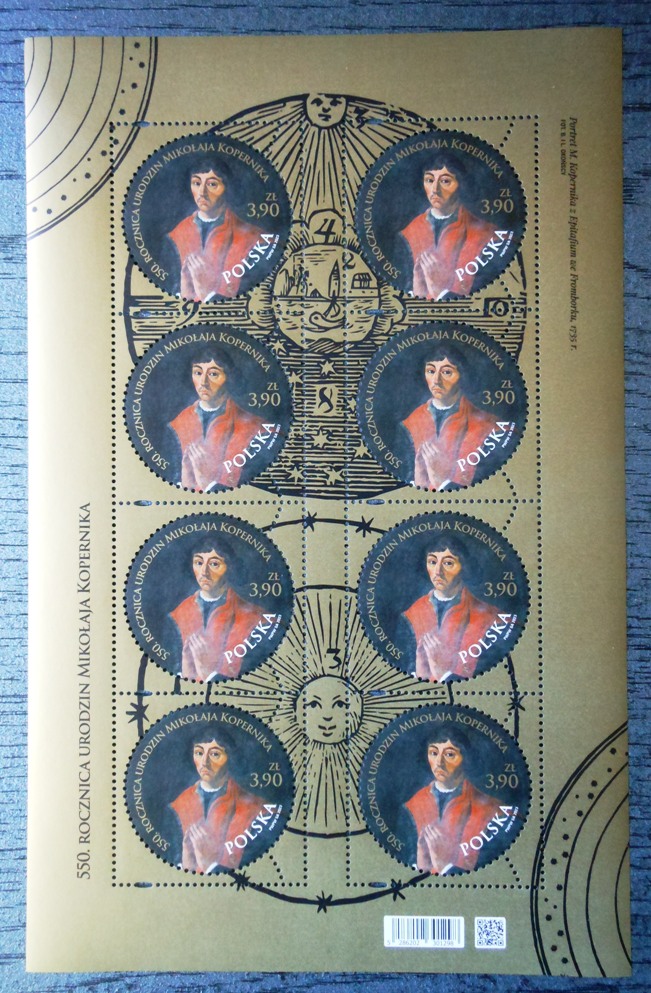 Portret M. Kopernika z Epitafium we Fromborku, 1735 r.
550. ROCZNICA URODZIN MIKOŁAJA KOPERNIKA
ZŁ
3,90
POLSKA
550. ROCZNICA URODZIN MIKOŁAJA KOPERNIKA
ZŁ
3,90
POLSKA
4
2
9
10
550. ROCZNICA URODZIN MIKOŁAJA KOPERNIKA
ZŁ
3,90
POLSKA
550. ROCZNICA URODZIN MIKOŁAJA KOPERNIKA
ZŁ
3,90
POLSKA
8
550. ROCZNICA URODZIN MIKOŁAJA KOPERNIKA
ZŁ
3,90
POLSKA
550. ROCZNICA URODZIN MIKOŁAJA KOPERNIKA
ZŁ
3,90
POLSKA
3
550. ROCZNICA URODZIN MIKOŁAJA KOPERNIKA
ZŁ
3,90
POLSKA
550. ROCZNICA URODZIN MIKOŁAJA KOPERNIKA
ZŁ
3,90
POLSKA
550. ROCZNICA URODZIN MIKOŁAJA KOPERNIKA